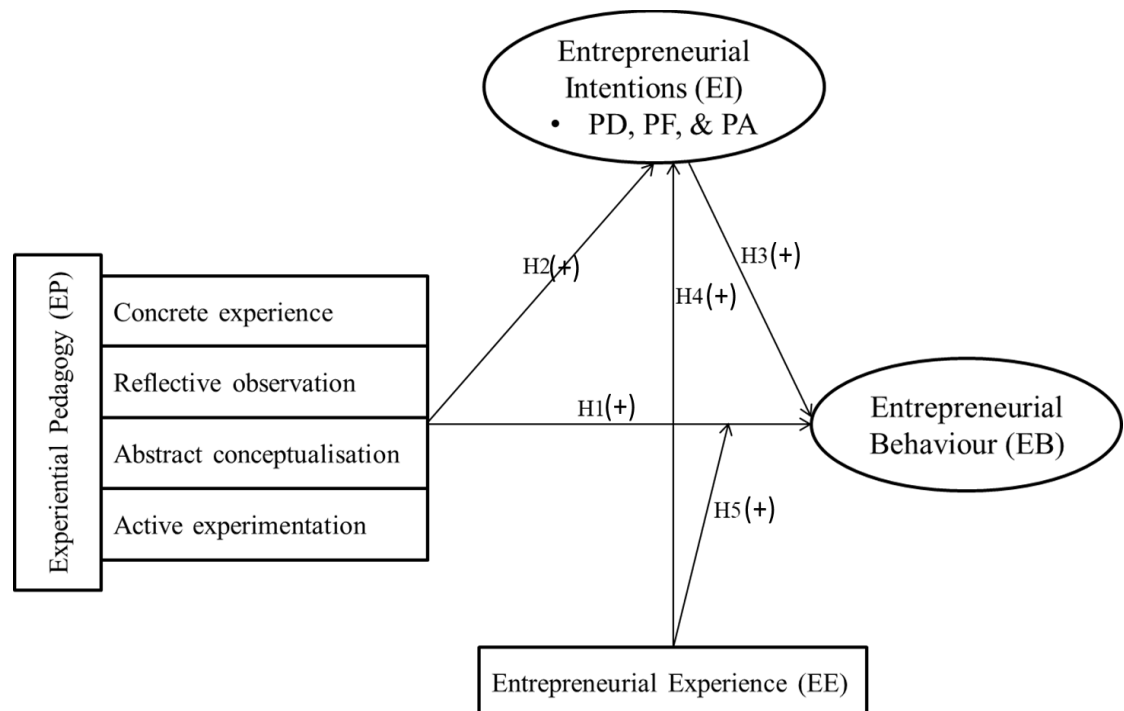 Entrepreneurial
Intentions (EI)
• PD, PF, & PA
H2(+)
H3(+)
H4(+)
Experiential Pedagogy (EP)
Concrete experience
Reflective observation
Abstract conceptualisation
Active experimentation
H1(+)
Entrepreneurial
Behaviour (EB)
H5(+)
Entrepreneurial Experience (EE)